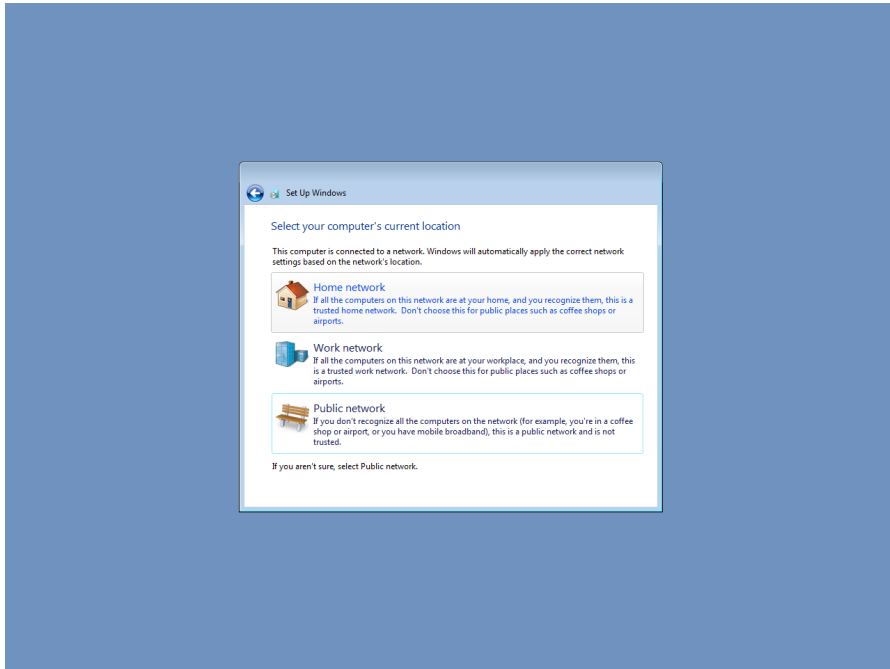 Set Up Windows
Select your computer's current location
This computer is connected to a network. Windows will automatically apply the correct network
settings based on the network's location.
Home network
If all the computers on this network are at your home, and you recognize them, this is a
trusted home network.  Don't choose this for public places such as coffee shops or
airports.
Work network
If all the computers on this network are at your workplace, and you recognize them, this
is a trusted work network.  Don't choose this for public places such as coffee shops or
airports.
Public network
If you don't recognize all the computers on the network (for example, you're in a coffee
shop or airport, or you have mobile broadband), this is a public network and is not
trusted.
If you aren't sure, select Public network.